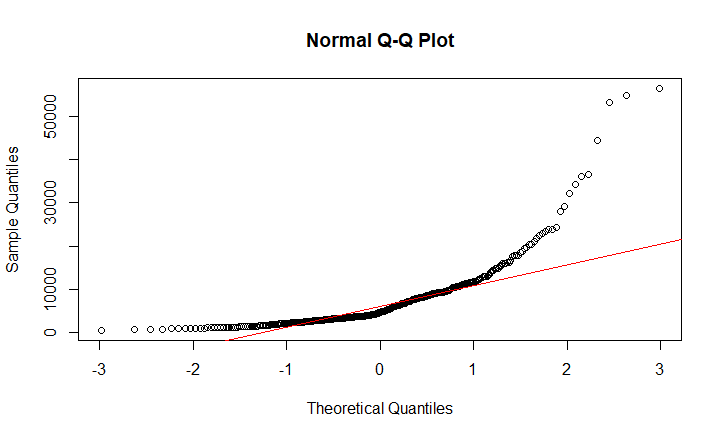 Normal Q-Q Plot
Sample Quantiles
50000
30000
10000
0
-3 -2 -1 0 1 2 3
Theoretical Quantiles